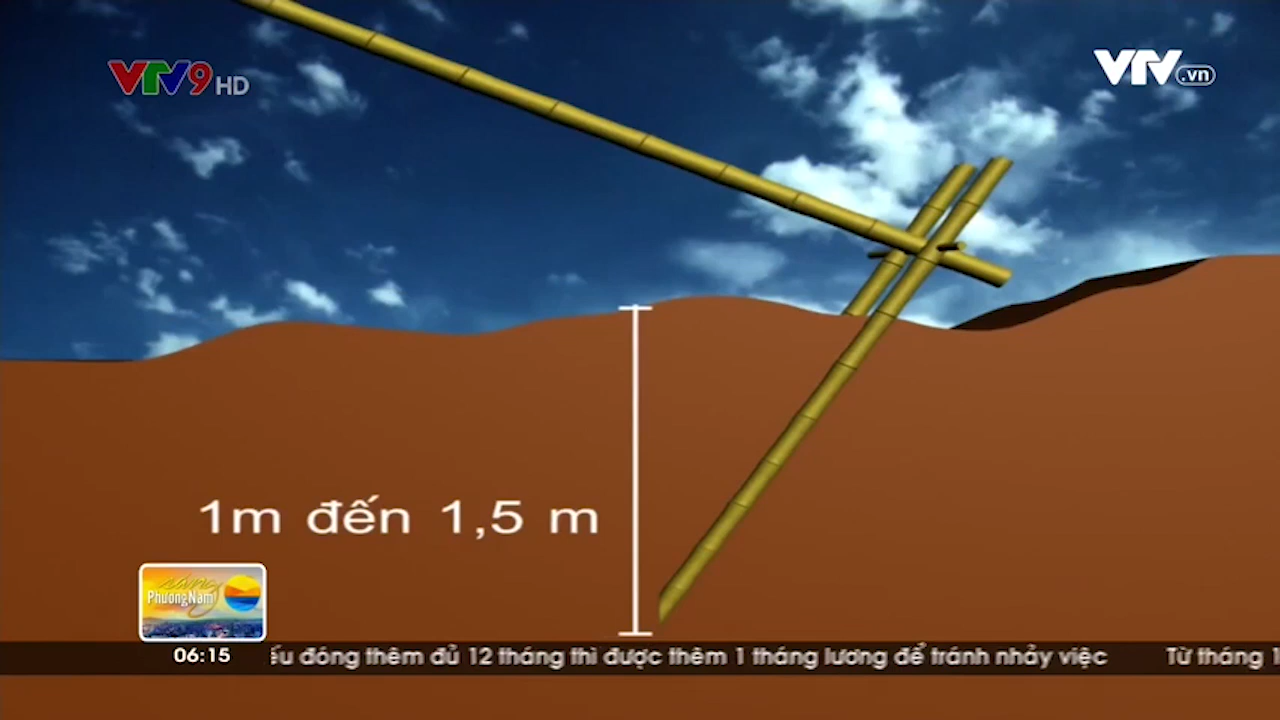 VTV9 HD
VTV.vn
1m đến 1,5 m
sáng
Phương Nam
06:15
đóng thêm đủ 12 tháng thì được thêm 1 tháng lương để tránh nhảy việc Từ tháng 1